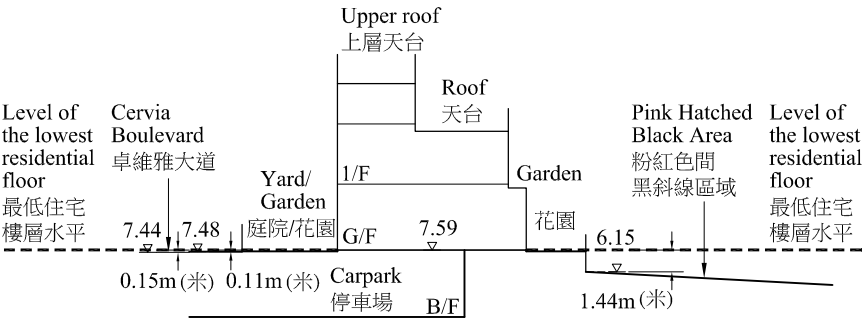 Upper roof
上層天台
Roof
天台
Level of
the lowest
residential
floor
最低住宅
樓層水平
Cervia
Boulevard
卓維雅大道
Yard/
Garden
庭院/花園
1/F
Garden
花園
Pink Hatched
Black Area
粉紅色間
黑斜線區域
Level of
the lowest
residential
floor
最低住宅
樓層水平
7.44
7.48
G/F
7.59
6.15
0.15m (米)
0.11m (米)
Carpark
停車場
B/F
1.44m (米)